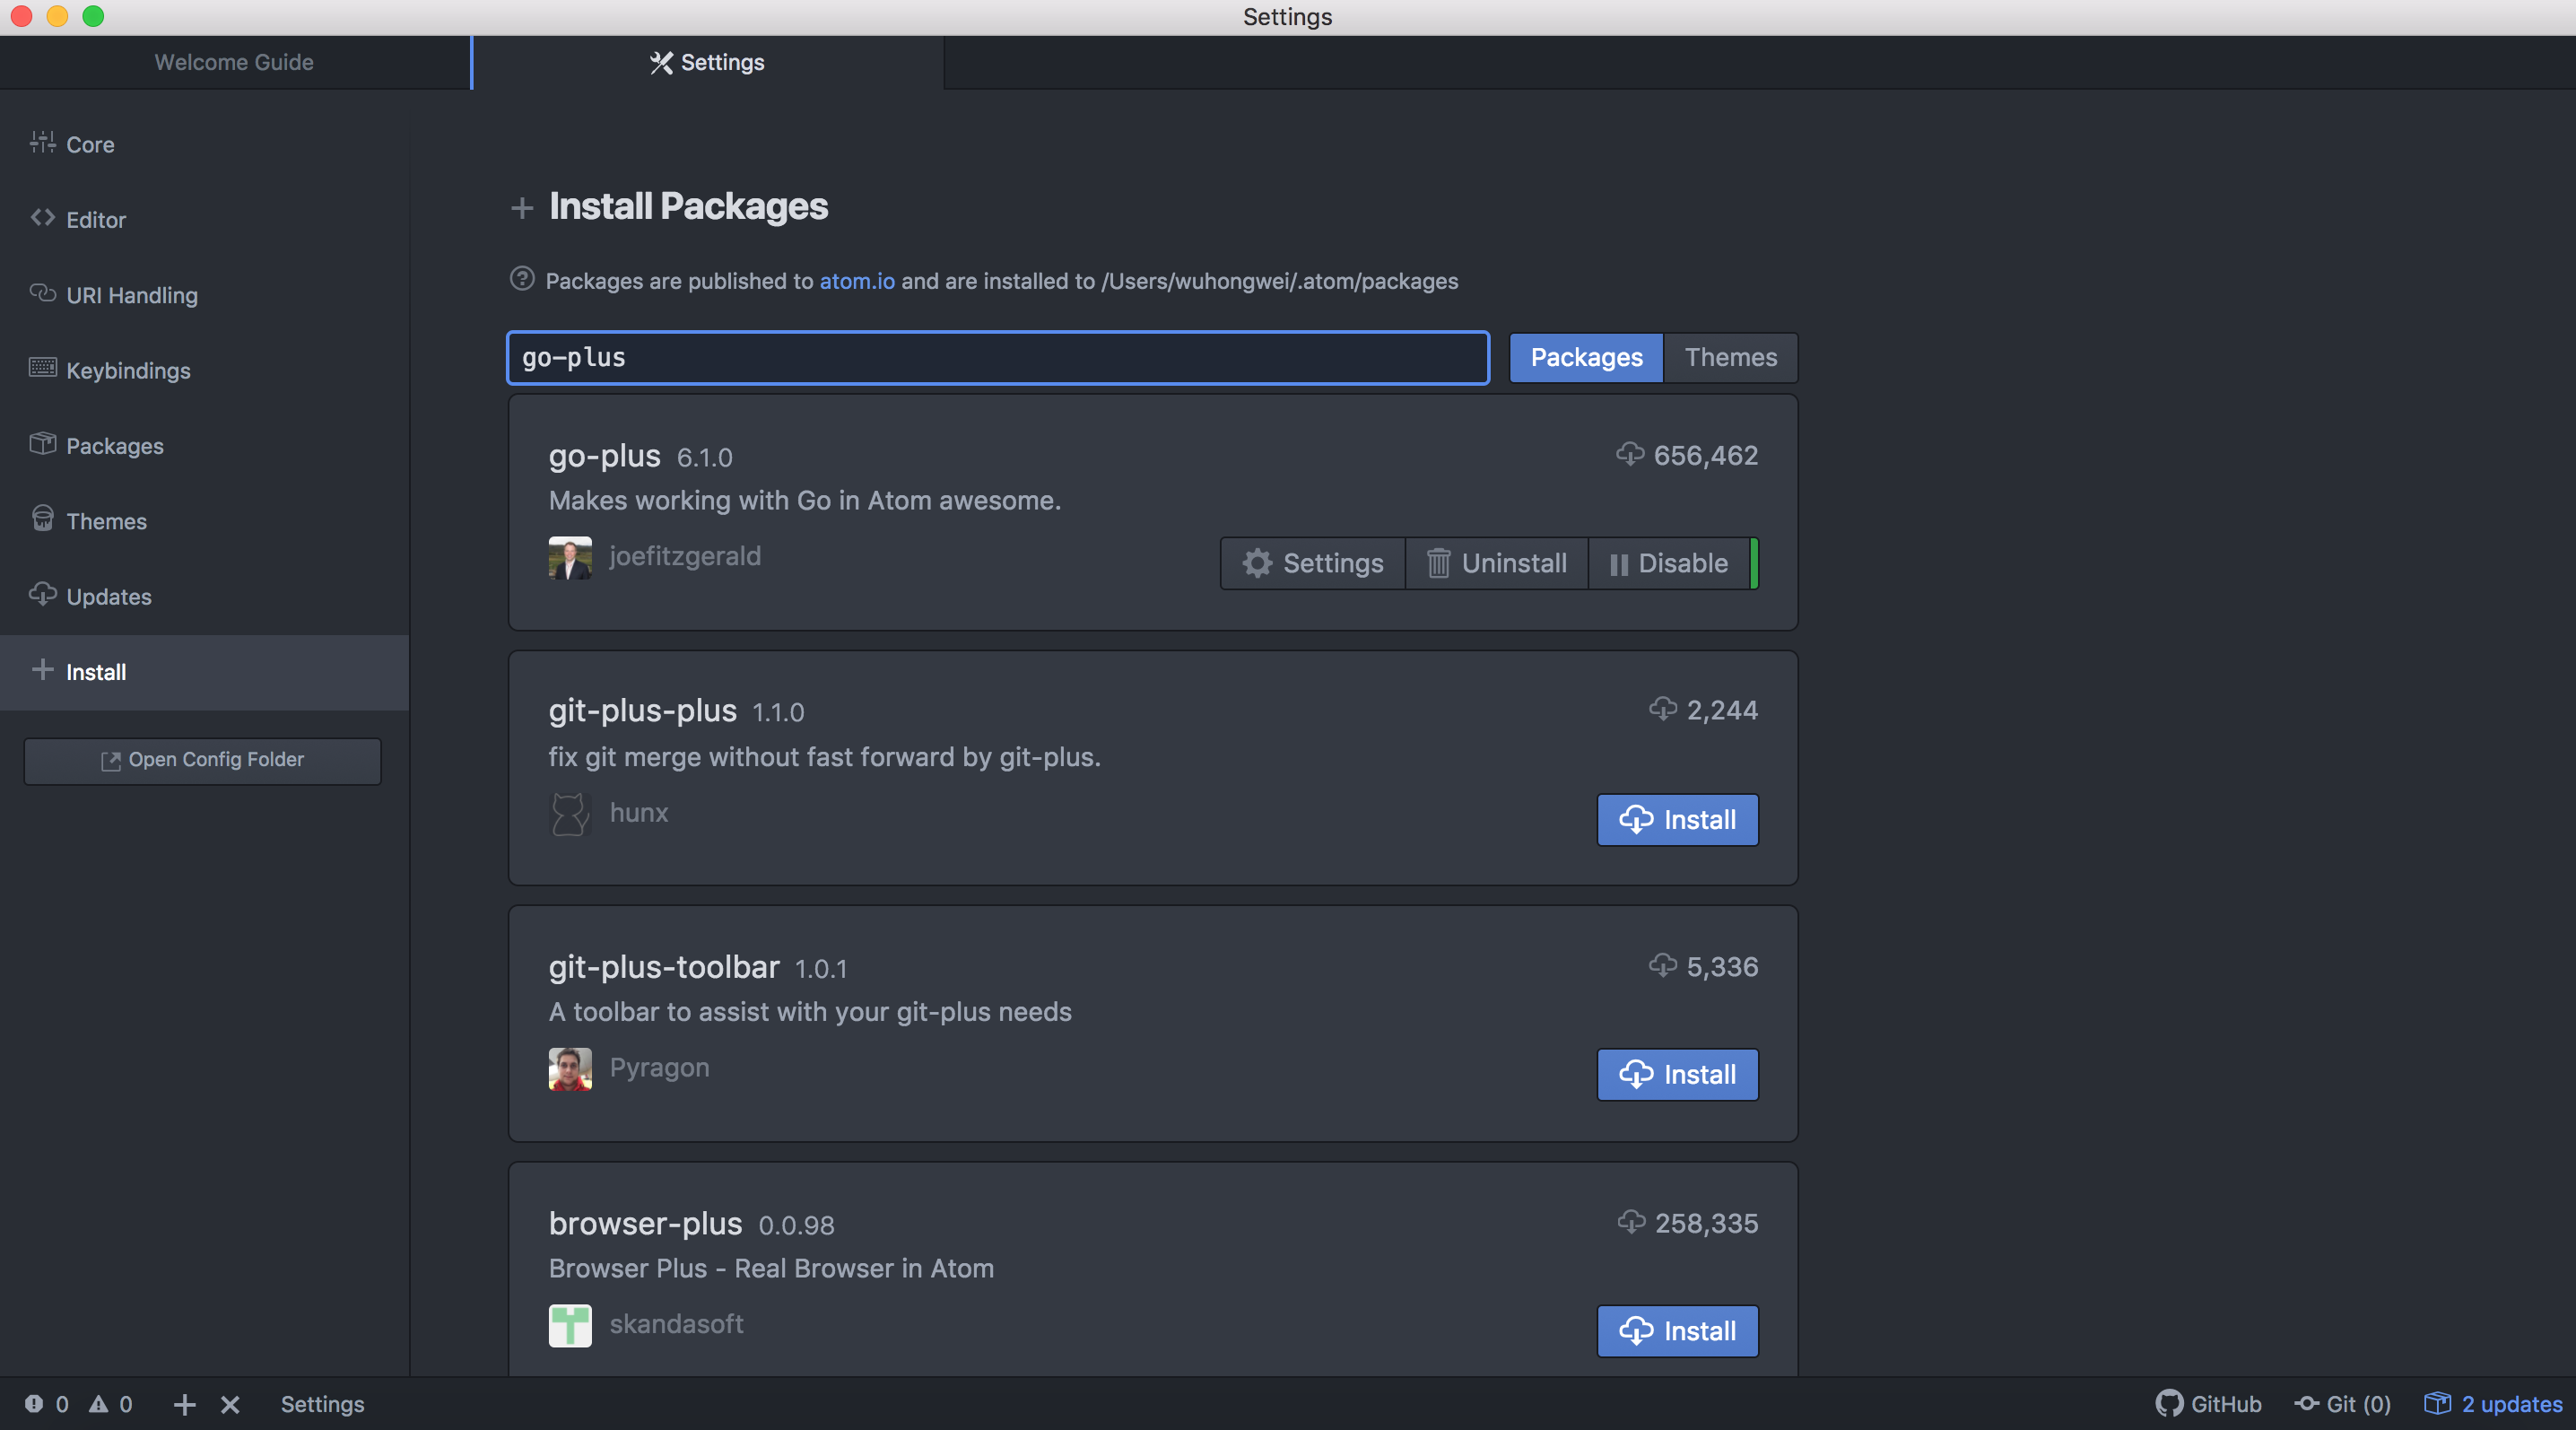 Settings
Welcome Guide
Settings
Core
Editor
URI Handling
Keybindings
Packages
Themes
Updates
Install
Open Config Folder
Install Packages
Packages are published to atom.io and are installed to /Users/wuhongwei/.atom/packages
go-plus
Packages
Themes
go-plus 6.1.0
656,462
Makes working with Go in Atom awesome.
joefitzgerald
Settings
Uninstall
Disable
git-plus-plus 1.1.0
2,244
fix git merge without fast forward by git-plus.
hunx
Install
git-plus-toolbar 1.0.1
5,336
A toolbar to assist with your git-plus needs
Pyragon
Install
browser-plus 0.0.98
258,335
Browser Plus - Real Browser in Atom
skandasoft
Install
0 0 Settings
GitHub Git (0) 2 updates